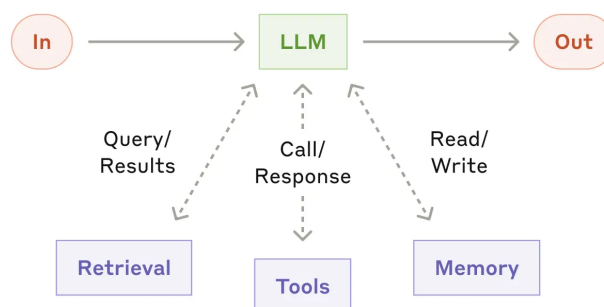 In
LLM
Out
Query/
Results
Call/
Response
Read/
Write
Retrieval
Tools
Memory